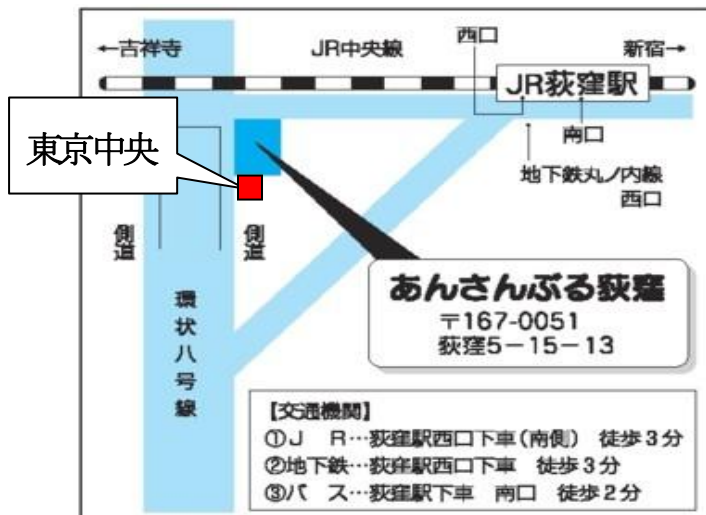 ←吉祥寺
JR中央線
西口
新宿→
JR荻窪駅
東京中央
南口
地下鉄丸ノ内線
西口
側道
側道
環状八号線
あんさんぶる荻窪
〒167-0051
荻窪5−15−13
【交通機関】
①J R…荻窪駅西口下車(南側) 徒歩3分
②地下鉄…荻窪駅西口下車 徒歩3分
③バ ス…荻窪駅下車 南口 徒歩2分